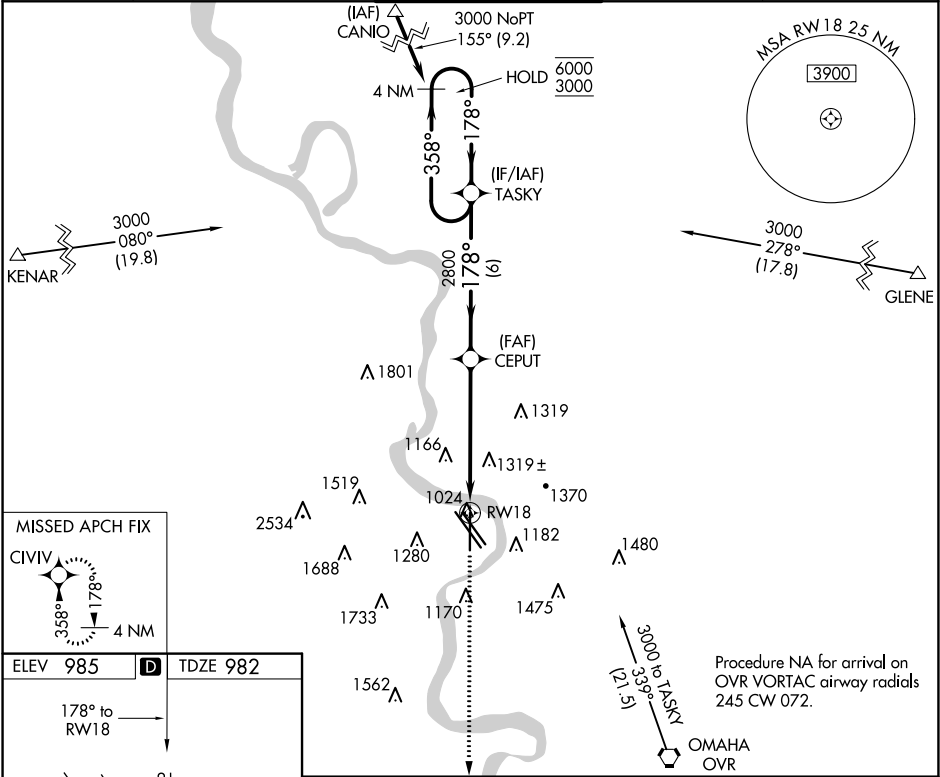 (IAF)
CANIO
3000 NoPT
155° (9.2)
HOLD
6000
3000
4 NM
358°
178°
(IF/IAF)
TASKY
MSA RW18 25 NM
3900
3000
080°
(19.8)
KENAR
3000
278°
(17.8)
GLENE
2800
178°
(6)
(FAF)
CEPUT
1801
1319
1166
1319 ±
1370
1519
1024
RW18
2534
1182
1280
1688
1480
1733
1170
1475
1562
MISSED APCH FIX
CIVIV
358°
178°
4 NM
ELEV 985 D TDZE 982
178° to
RW18
3000 to TASKY
339°
(21.5)
OMAHA
OVR
Procedure NA for arrival on
OVR VORTAC airway radials
245 CW 072.